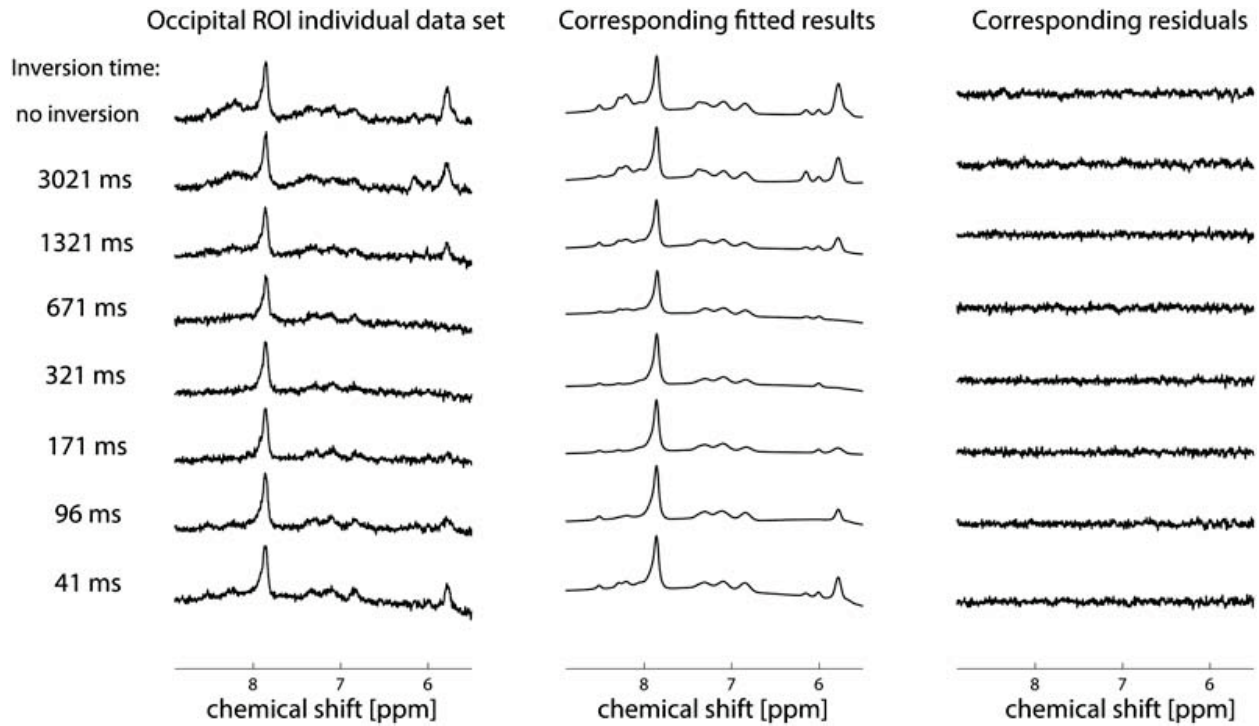 Occipital ROI individual data set
Corresponding fitted results
Corresponding residuals
Inversion time:
no inversion
3021 ms
1321 ms
671 ms
321 ms
171 ms
96 ms
41 ms
8 7 6
chemical shift [ppm]
8 7 6
chemical shift [ppm]
8 7 6
chemical shift [ppm]